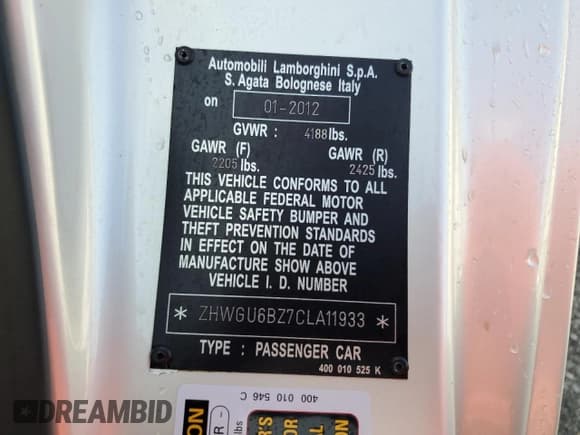 Automobili Lamborghini S.p.A.
S. Agata Bolognese Italy
on 01-2012
GVWR : 4188 lbs.
GAWR (F) GAWR (R)
2205 lbs. 2425 lbs.
THIS VEHICLE CONFORMS TO ALL
APPLICABLE FEDERAL MOTOR
VEHICLE SAFETY BUMPER AND
THEFT PREVENTION STANDARDS
IN EFFECT ON THE DATE OF
MANUFACTURE SHOW ABOVE
VEHICLE I. D. NUMBER
* ZHWGU6BZ7CLA11933 *
TYPE : PASSENGER CAR
400 010 525 K
400 010 546 C
DREAMBID